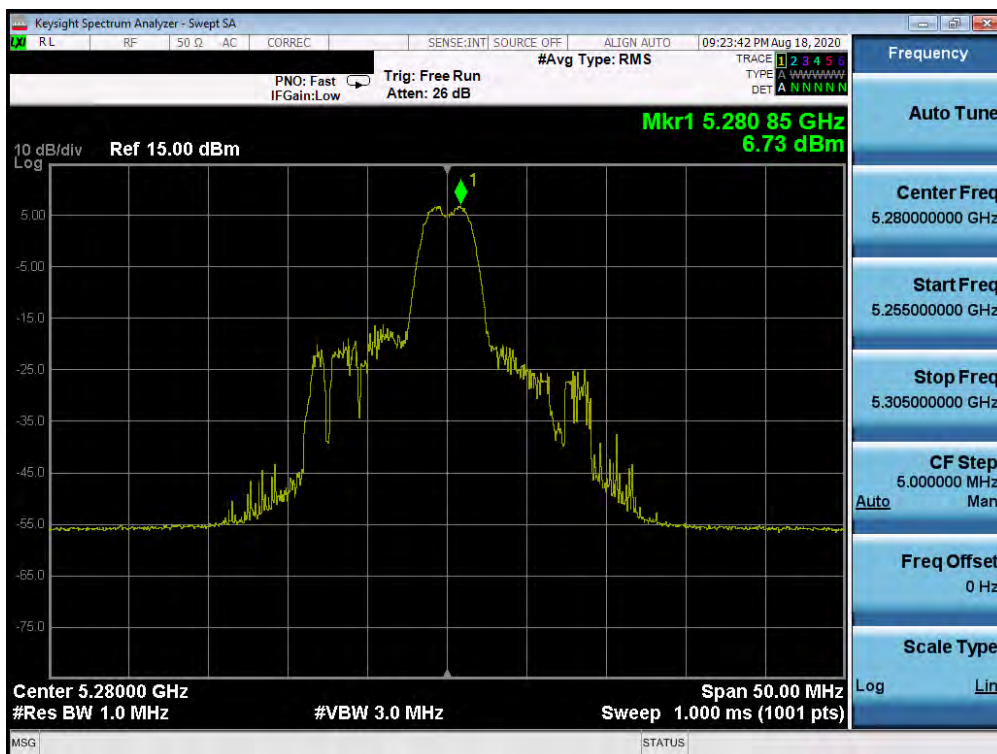 Keysight Spectrum Analyzer - Swept SA
LXI RL RF 50 Ω AC CORREC SENSE:INT SOURCE OFF ALIGN AUTO 09:23:42 PM Aug 18, 2020
Frequency
#Avg Type: RMS
TRACE 1 2 3 4 5 6
PNO: Fast Trig: Free Run
TYPE A WWWWW
IFGain:Low Atten: 26 dB
DET A N N N N N
Auto Tune
Mkr1 5.280 85 GHz
6.73 dBm
10 dB/div Ref 15.00 dBm
Log
1
5.00
-5.00
-15.0
-25.0
-35.0
-45.0
-55.0
-65.0
-75.0
Center Freq
5.280000000 GHz
Start Freq
5.255000000 GHz
Stop Freq
5.305000000 GHz
CF Step
5.000000 MHz
Auto Man
Freq Offset
0 Hz
Scale Type
Log Lin
Center 5.28000 GHz Span 50.00 MHz
#Res BW 1.0 MHz #VBW 3.0 MHz Sweep 1.000 ms (1001 pts)
MSG STATUS